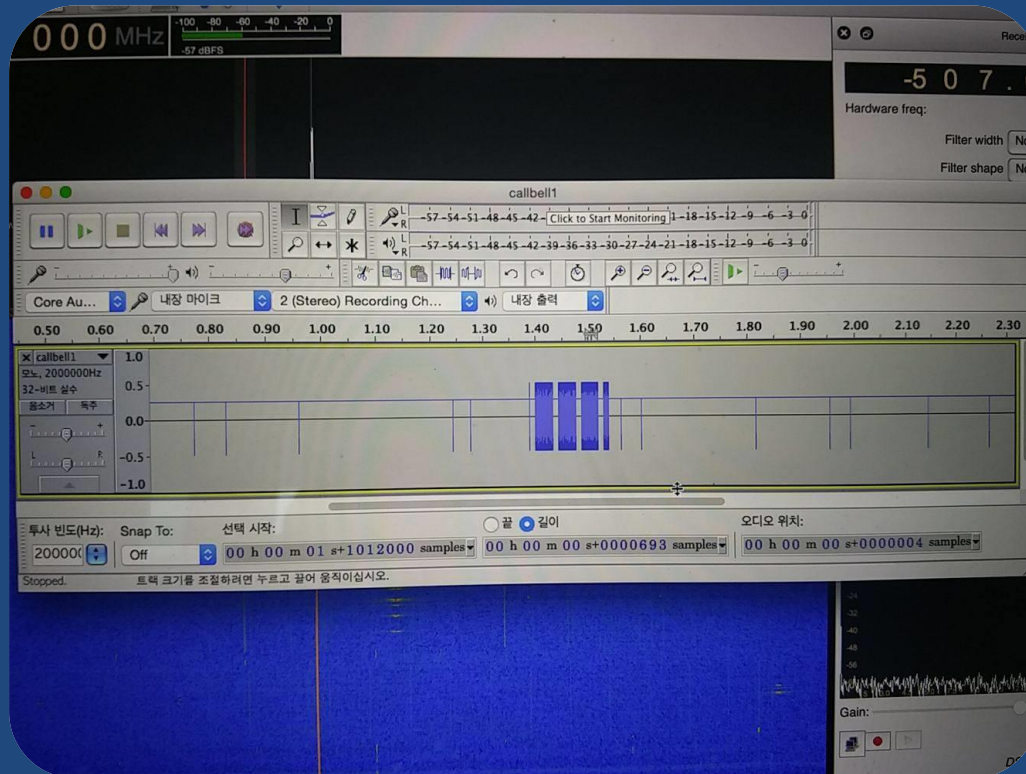 000 MHz
-100 -80 -60 -40 -20 0
-57 dBFS
-5 0 7 .
Hardware freq:
Filter width
Filter shape
callbell1
L
R
-57-54-51-48-45-42- Click to Start Monitoring 1-18-15-12 -9 -6 -3 0
L
R
-57-54-51-48-45-42-39-36-33-30-27-24-21-18-15-12 -9 -6 -3 0
Core Au... 내장 마이크 2 (Stereo) Recording Ch... 내장 출력
0.50 0.60 0.70 0.80 0.90 1.00 1.10 1.20 1.30 1.40 1.50 1.60 1.70 1.80 1.90 2.00 2.10 2.20 2.30
callbell1
모노, 2000000Hz
32-비트 실수
음소거 독주
L R
1.0
0.5
0.0
-0.5
-1.0
투사 빈도(Hz): Snap To: 선택 시작: 끝 길이 오디오 위치:
Off 00 h 00 m 01 s+1012000 samples 00 h 00 m 00 s+0000693 samples 00 h 00 m 00 s+0000004 samples
Stopped. 트랙 크기를 조절하려면 누르고 끌어 움직이십시오.
-24
-32
-40
-48
-56
Gain: